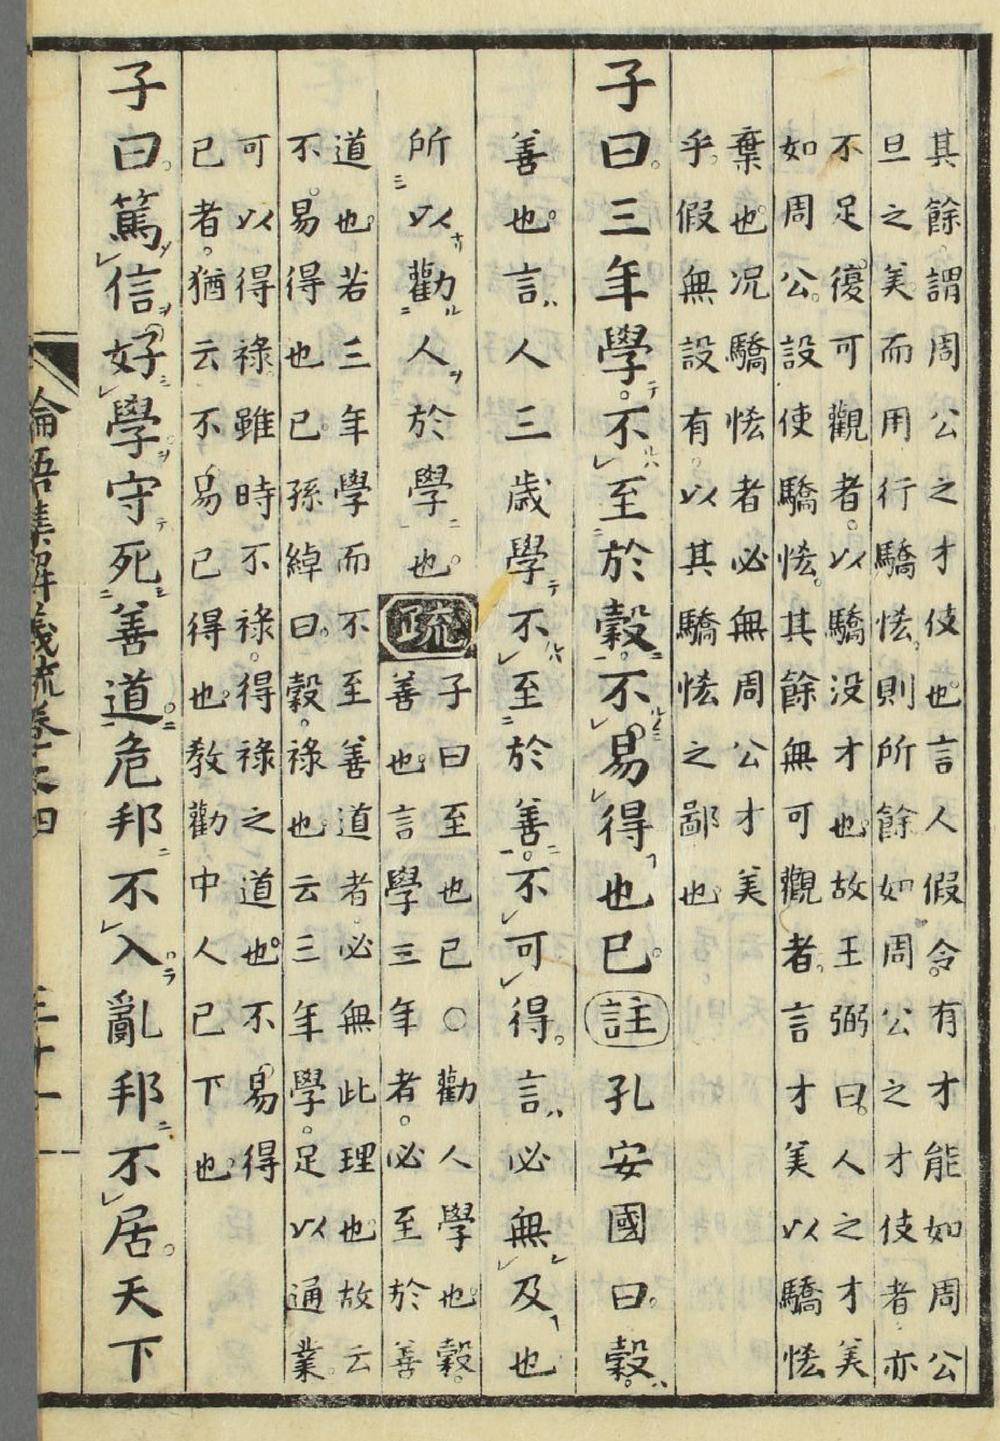 其餘謂周公之才伎也言人假令有才能如周公
旦之美而用行驕恡則所餘如周公之才伎者亦
不足復可觀者以驕没才也故王弼曰人之才美
如周公設使驕恡其餘無可觀者言才美以驕恡
棄也况驕恡者必無周公才美
乎假無設有以其驕恡之鄙也
子曰三年學不至於穀不易得也已註孔安國曰穀
善也言人三歳學不至於善不可得言必無及也
所以勸人於學也疏
子曰至也已○勸人學也穀
善也言學三年者必至於善
道也若三年學而不至善道者必無此理也故云
不易得也已孫綽曰穀禄也云三年學足以通業
可以得禄雖時不禄得禄之道也不易得
已者猶云不易已得也教勸中人已下也
子曰篤信好學守死善道危邦不入亂邦不居天下
論語集解義疏卷之四
三十一